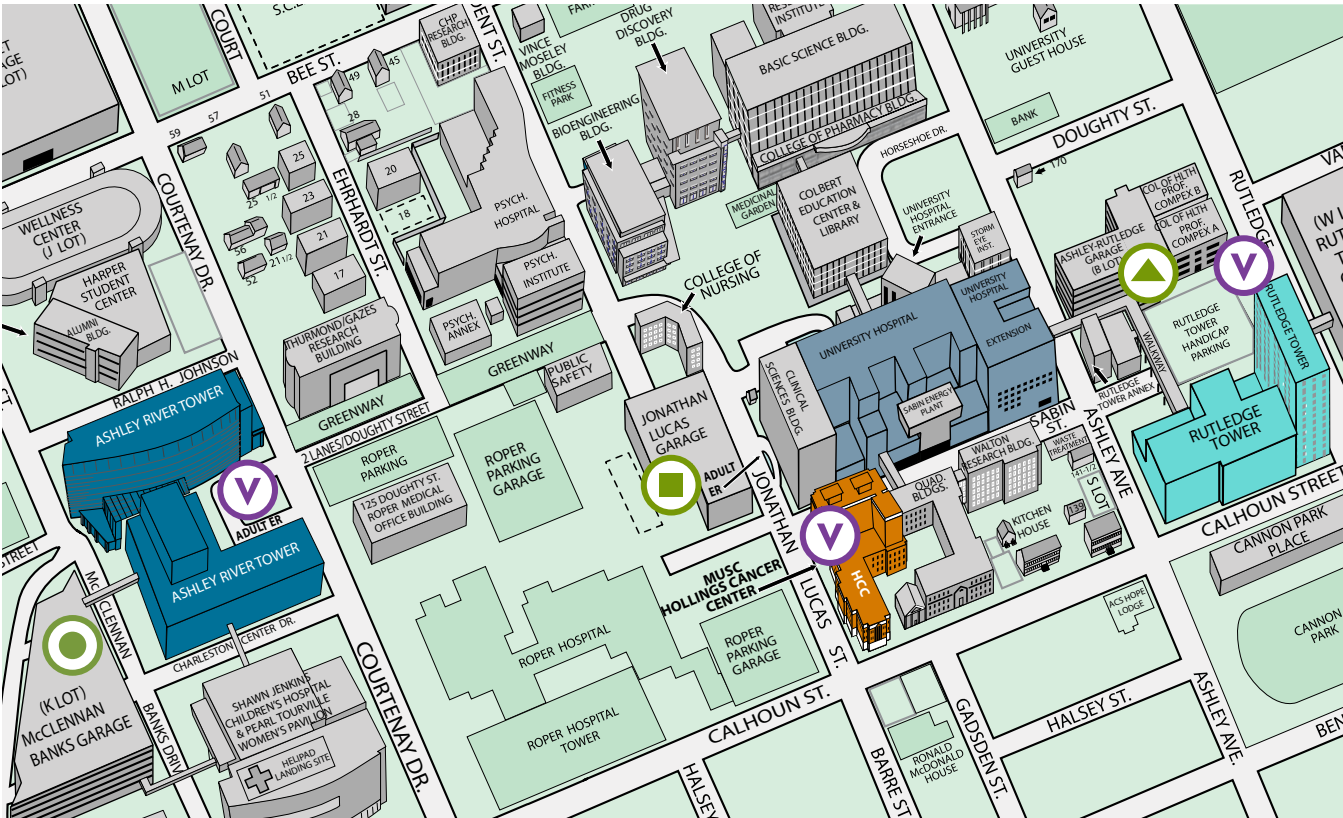 S.C.
COURT
M LOT
BEE ST.
CHP
RESEARCH
BLDG.
VINCE
MOSELEY
BLDG.
DRUG
DISCOVERY
BLDG.
BASIC SCIENCE BLDG.
INSTITUTE
UNIVERSITY
GUEST HOUSE
FITNESS
PARK
BIOENGINEERING
BLDG.
COLLEGE OF PHARMACY BLDG.
BANK
DOUGHTY ST.
HORSESHOE DR.
170
51
57
59
49
45
28
25
20
18
23
25 1/2
21
56
21 1/2
52
17
WELLNESS
CENTER
(J LOT)
COURTENAY DR.
EHRHARDT ST.
PSYCH.
HOSPITAL
PSYCH.
INSTITUTE
PSYCH.
ANNEX
MEDICINAL
GARDEN
COLBERT
EDUCATION
CENTER &
LIBRARY
UNIVERSITY
HOSPITAL
ENTRANCE
STORM
EYE
INST.
COL OF HLTH
PROF.
COMPEX B
COL OF HLTH
PROF.
COMPEX A
ASHLEY-RUTLEDGE
GARAGE
(B LOT)
RUTLEDGE
V
HARPER
STUDENT
CENTER
ALUMNI
BLDG.
THURMOND/GAZES
RESEARCH
BUILDING
COLLEGE OF
NURSING
UNIVERSITY HOSPITAL
UNIVERSITY
HOSPITAL
EXTENSION
RUTLEDGE
TOWER
HANDICAP
PARKING
WALKWAY
RUTLEDGE TOWER
RUTLEDGE
TOWER ANNEX
RUTLEDGE
TOWER
RALPH H. JOHNSON
GREENWAY
PUBLIC
SAFETY
GREENWAY
2 LANES/DOUGHTY STREET
CLINICAL
SCIENCES BLDG.
SABIN ENERGY
PLANT
SABIN
ST.
ASHLEY AVE
ASHLEY RIVER TOWER
V
ADULT ER
ROPER
PARKING
ROPER
PARKING
GARAGE
125 DOUGHTY ST.
ROPER MEDICAL
OFFICE BUILDING
JONATHAN
LUCAS
GARAGE
ADULT
ER
WALTON
RESEARCH BLDG.
WASTE
TREATMENT
141-1/2
S LOT
139
QUAD.
BLDGS.
KITCHEN
HOUSE
CALHOUN STREET
CANNON PARK
PLACE
CANNON
PARK
ASHLEY RIVER TOWER
V
HCC
MUSC
HOLLINGS CANCER
CENTER
JONATHAN
LUCAS
ST.
STREET
McCLENNAN
BANKS DRIV
CHARLESTON CENTER DR.
(K LOT)
McCLENNAN
BANKS GARAGE
SHAWN JENKINS
CHILDREN'S HOSPITAL
& PEARL TOURVILLE
WOMEN'S PAVILION
HELIPAD
LANDING SITE
COURTENAY DR.
ROPER HOSPITAL
ROPER HOSPITAL
TOWER
ROPER
PARKING
GARAGE
CALHOUN ST.
HALSEY
BARRE ST
RONALD
McDONALD
HOUSE
GADSDEN ST.
HALSEY ST.
ACS HOPE
LODGE
ASHLEY AVE.
BEN